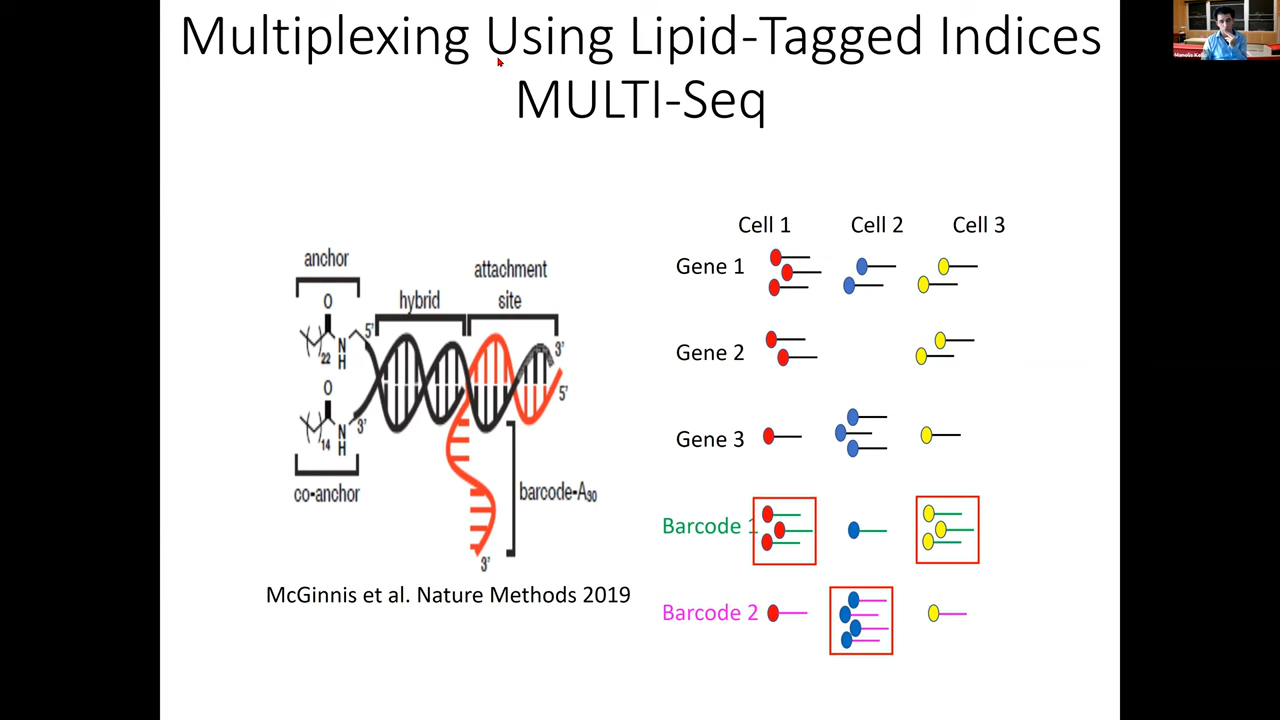 Multiplexing Using Lipid-Tagged Indices
MULTI-Seq
anchor
O
22
N
H
5'
hybrid
attachment
site
3'
5'
O
14
N
H
3'
co-anchor
barcode-A30
3'
McGinnis et al. Nature Methods 2019
Cell 1 Cell 2 Cell 3
Gene 1
Gene 2
Gene 3
Barcode 1
Barcode 2
Manolis